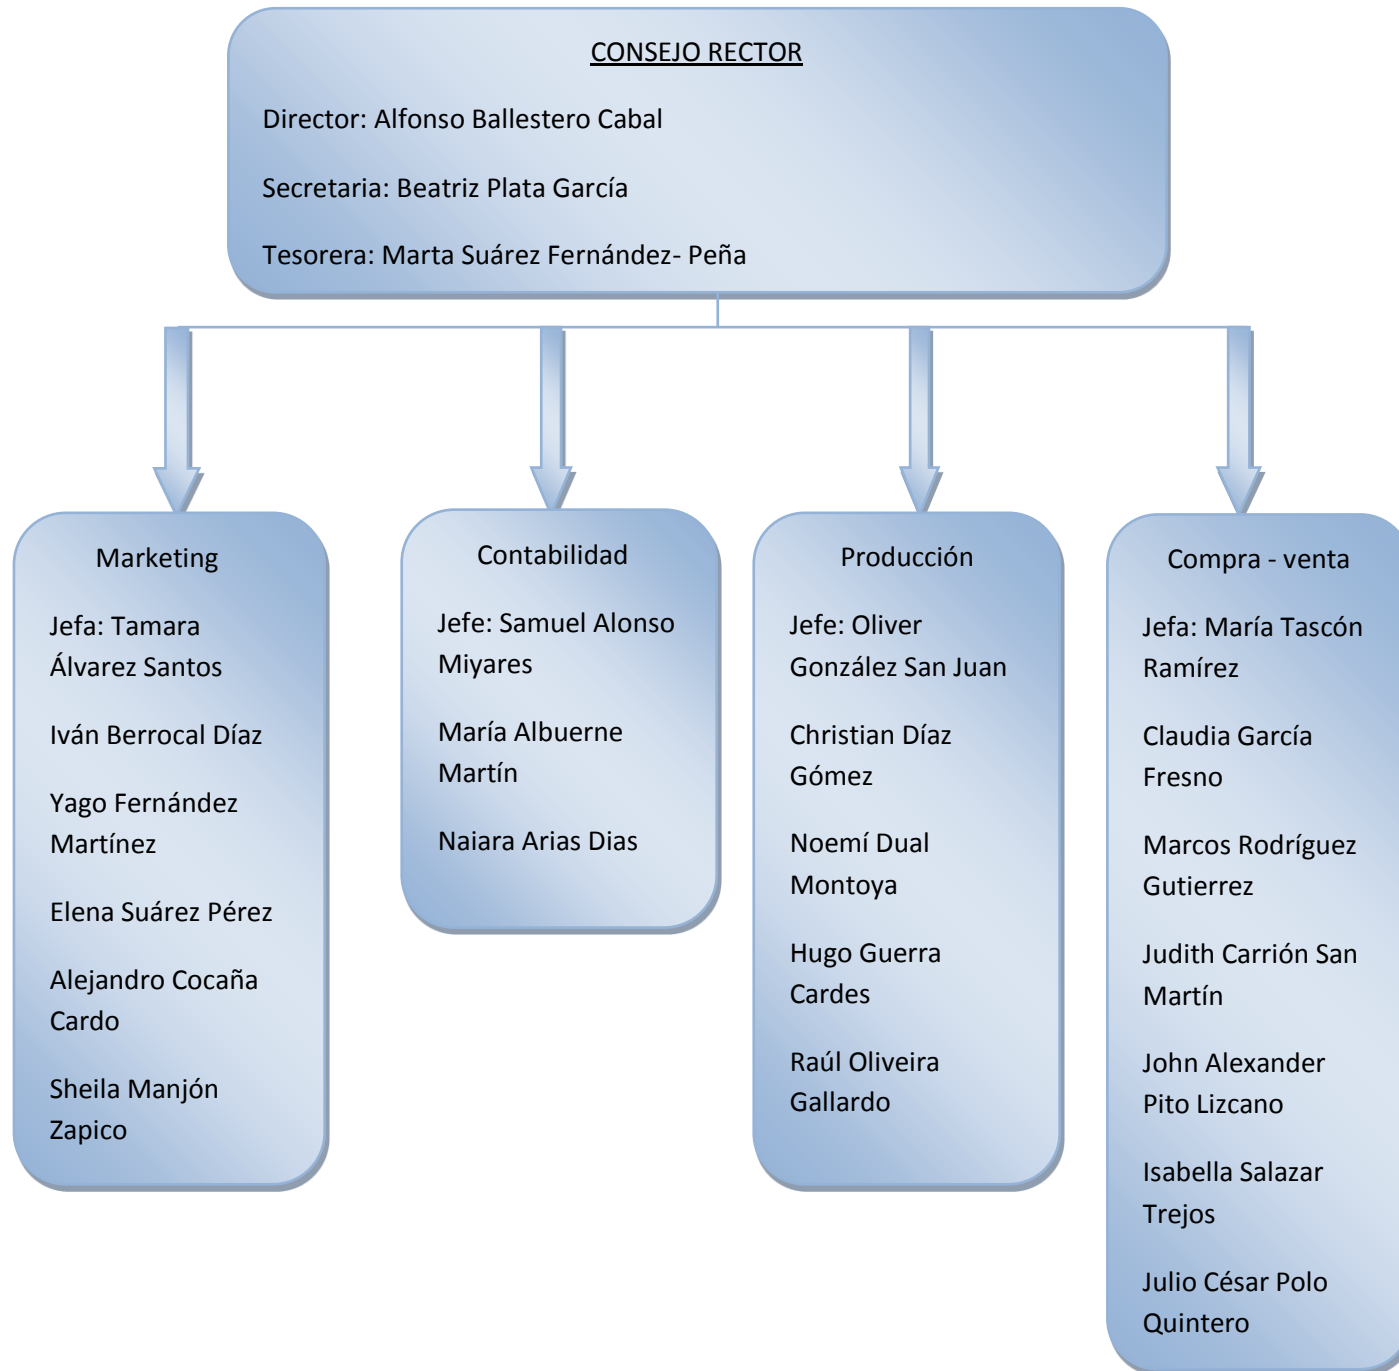 CONSEJO RECTOR
Director: Alfonso Ballestero Cabal
Secretaria: Beatriz Plata García
Tesorera: Marta Suárez Fernández- Peña
Marketing
Jefa: Tamara
Álvarez Santos
Iván Berrocal Díaz
Yago Fernández
Martínez
Elena Suárez Pérez
Alejandro Cocaña
Cardo
Sheila Manjón
Zapico
Contabilidad
Jefe: Samuel Alonso
Miyares
María Albuerne
Martín
Naiara Arias Dias
Producción
Jefe: Oliver
González San Juan
Christian Díaz
Gómez
Noemí Dual
Montoya
Hugo Guerra
Cardes
Raúl Oliveira
Gallardo
Compra - venta
Jefa: María Tascón
Ramírez
Claudia García
Fresno
Marcos Rodríguez
Gutierrez
Judith Carrión San
Martín
John Alexander
Pito Lizcano
Isabella Salazar
Trejos
Julio César Polo
Quintero